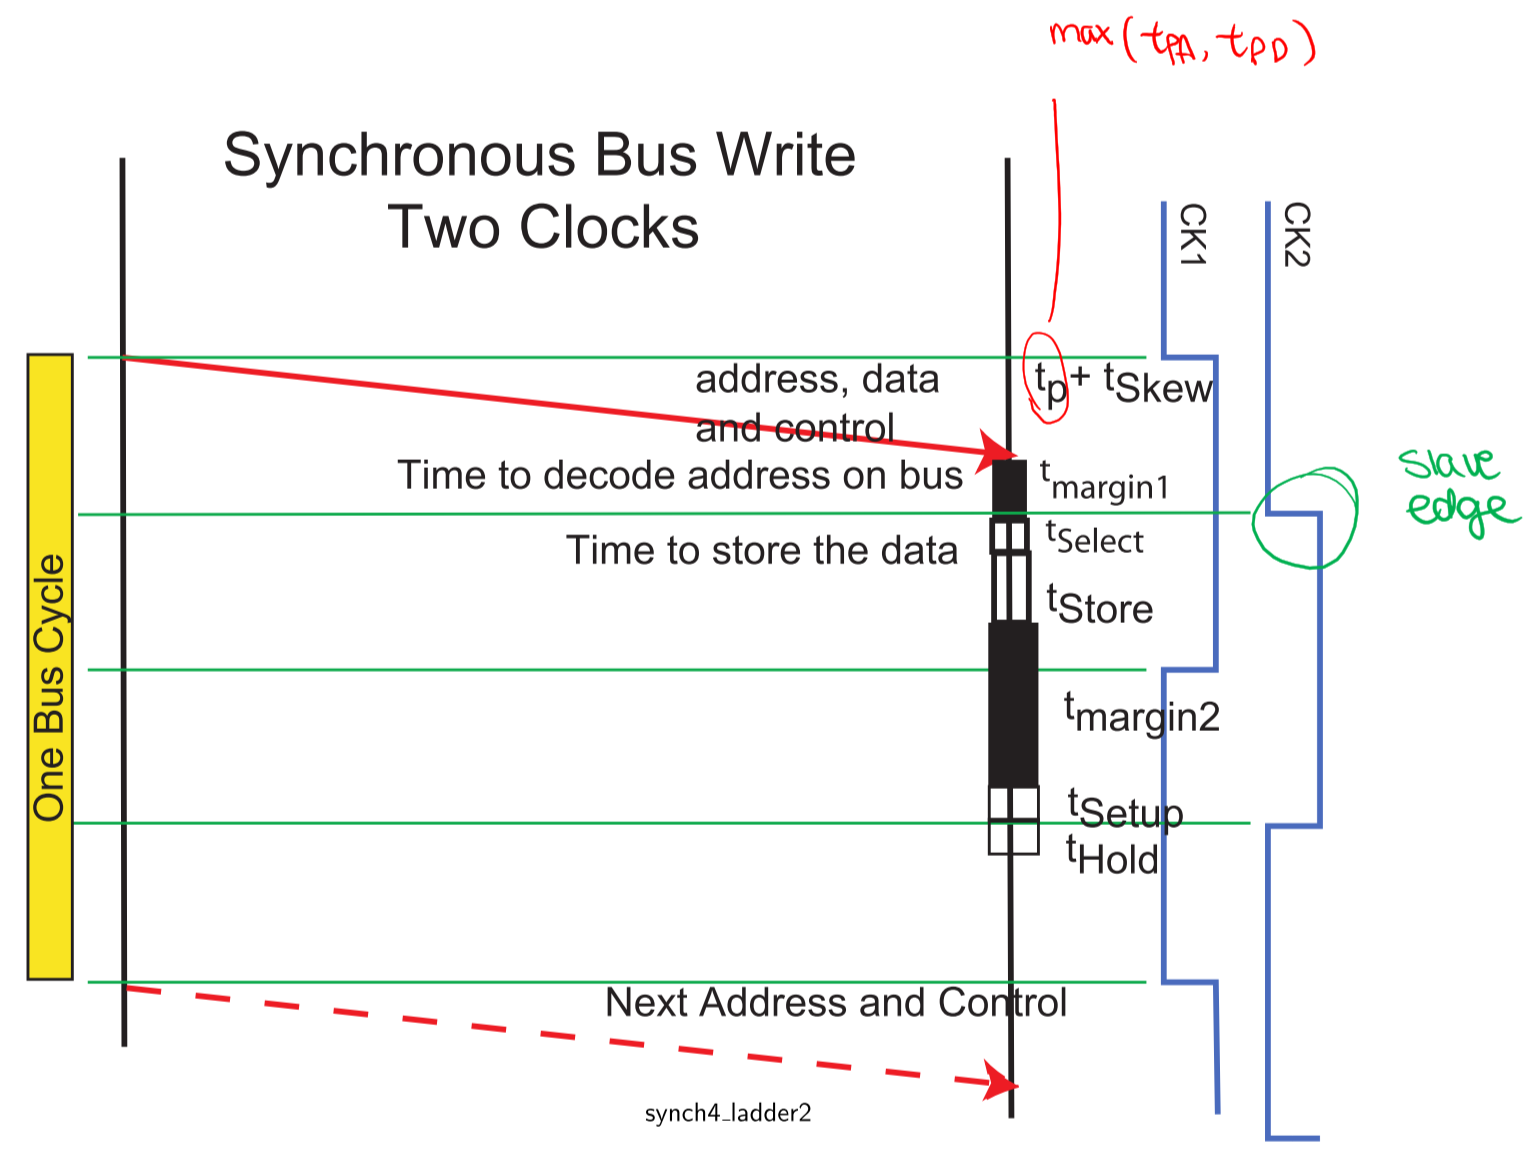 max(tPA, tPD)
Synchronous Bus Write
Two Clocks
CK1
CK2
address, data
and control
tp+ tSkew
Time to decode address on bus
tmargin1
slave
edge
Time to store the data
tSelect
tStore
One Bus Cycle
tmargin2
tSetup
tHold
Next Address and Control
synch4_ladder2